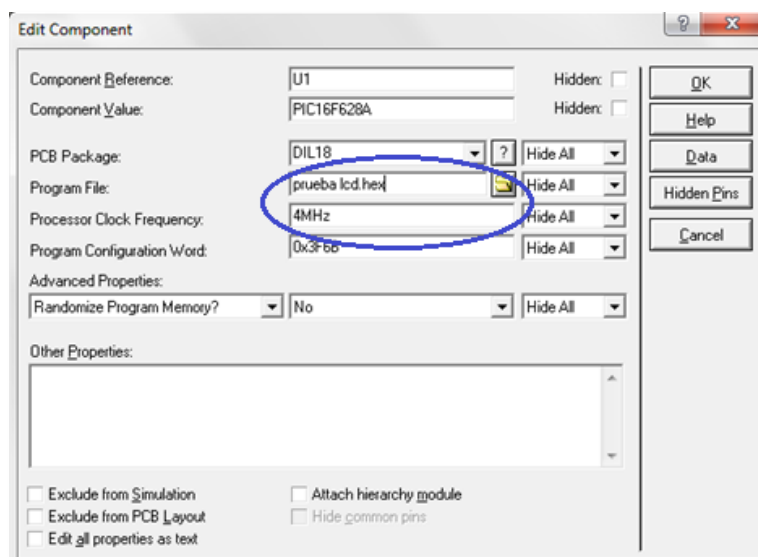 Edit Component
Component Reference: U1 Hidden: OK
Component Value: PIC16F628A Hidden: Help
PCB Package: DIL18 ? Hide All Data
Program File: prueba lcd.hex Hide All Hidden Pins
Processor Clock Frequency: 4MHz Hide All
Program Configuration Word: 0x3F6B Hide All Cancel
Advanced Properties:
Randomize Program Memory? No Hide All
Other Properties:
Exclude from Simulation Attach hierarchy module
Exclude from PCB Layout Hide common pins
Edit all properties as text